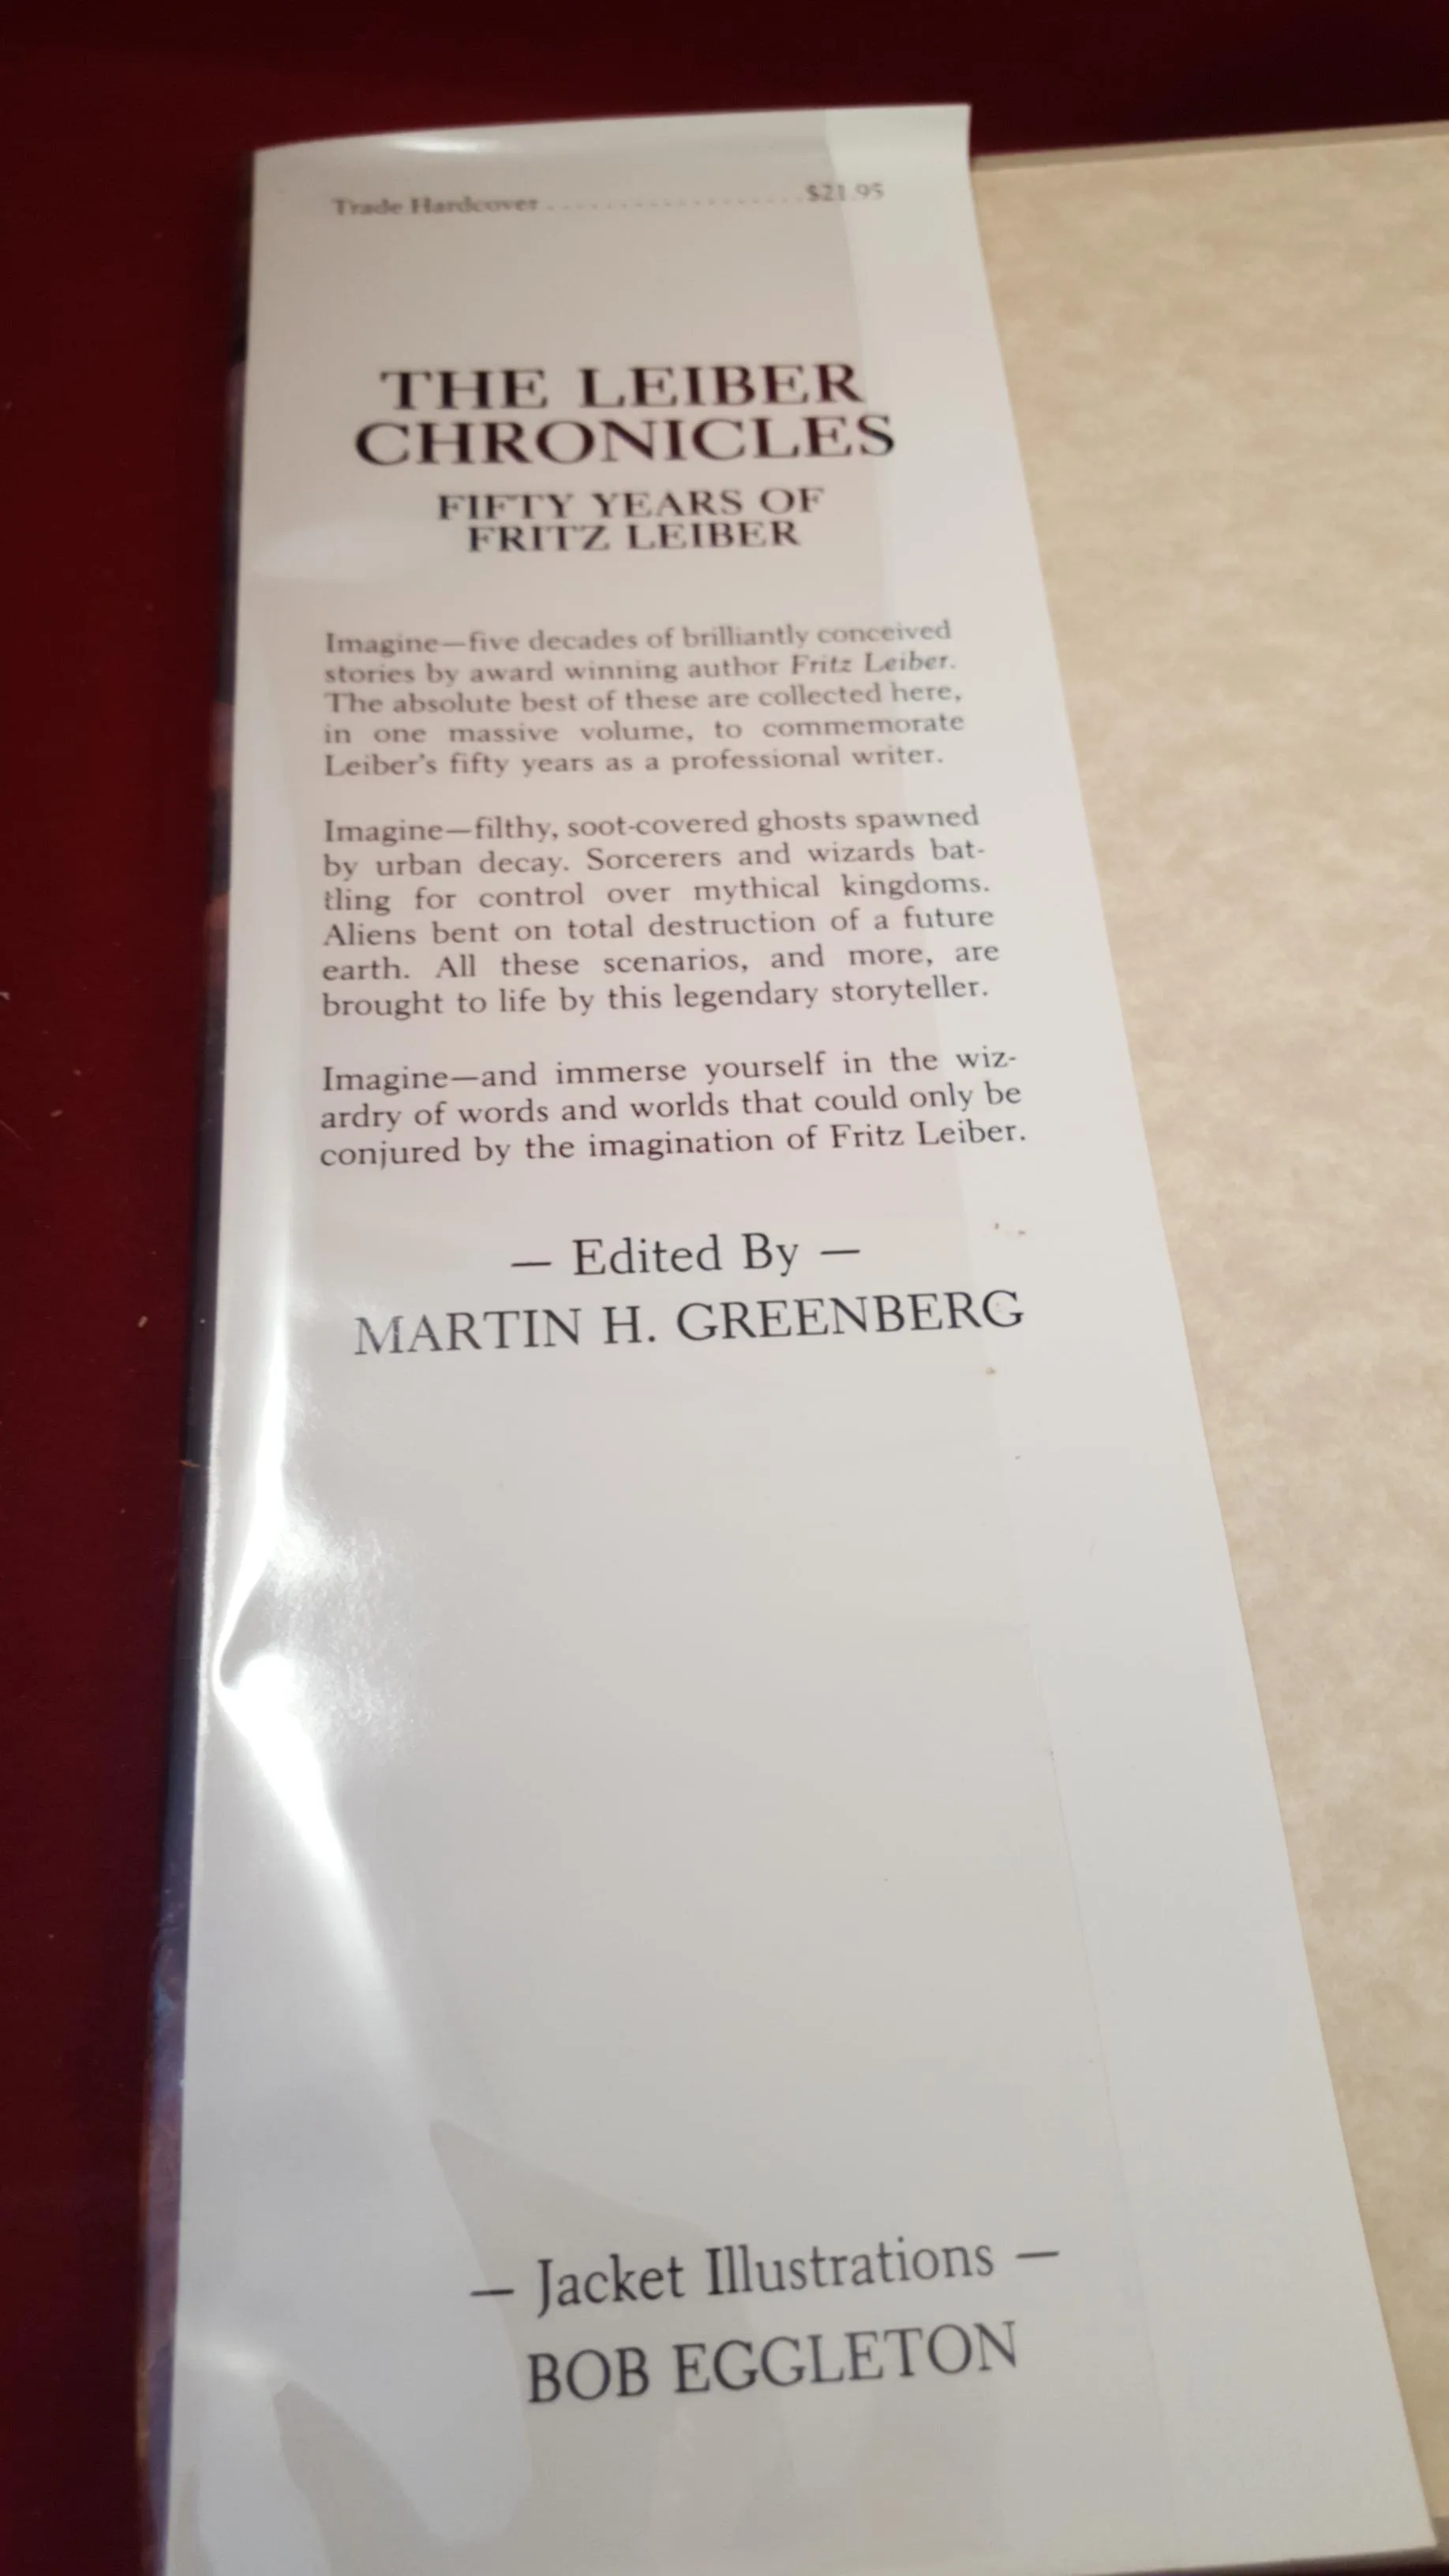 Trade Hardcover ..................... $21.95
THE LEIBER
CHRONICLES
FIFTY YEARS OF
FRITZ LEIBER
Imagine—five decades of brilliantly conceived
stories by award winning author Fritz Leiber.
The absolute best of these are collected here,
in one massive volume, to commemorate
Leiber's fifty years as a professional writer.
Imagine—filthy, soot-covered ghosts spawned
by urban decay. Sorcerers and wizards bat-
tling for control over mythical kingdoms.
Aliens bent on total destruction of a future
earth. All these scenarios, and more, are
brought to life by this legendary storyteller.
Imagine—and immerse yourself in the wiz-
ardry of words and worlds that could only be
conjured by the imagination of Fritz Leiber.
— Edited By —
MARTIN H. GREENBERG
— Jacket Illustrations —
BOB EGGLETON